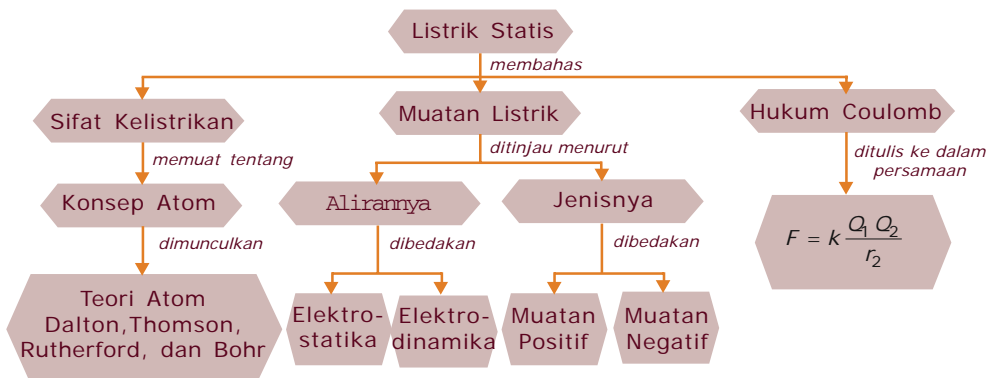 Listrik Statis
membahas
Sifat Kelistrikan
Muatan Listrik
Hukum Coulomb
memuat tentang
ditinjau menurut
ditulis ke dalam
persamaan
Konsep Atom
Alirannya
Jenisnya
F = k Q₁ Q₂ / r₂
dimunculkan
dibedakan
dibedakan
Teori Atom
Dalton,Thomson,
Rutherford, dan Bohr
Elektro-
statika
Elektro-
dinamika
Muatan
Positif
Muatan
Negatif